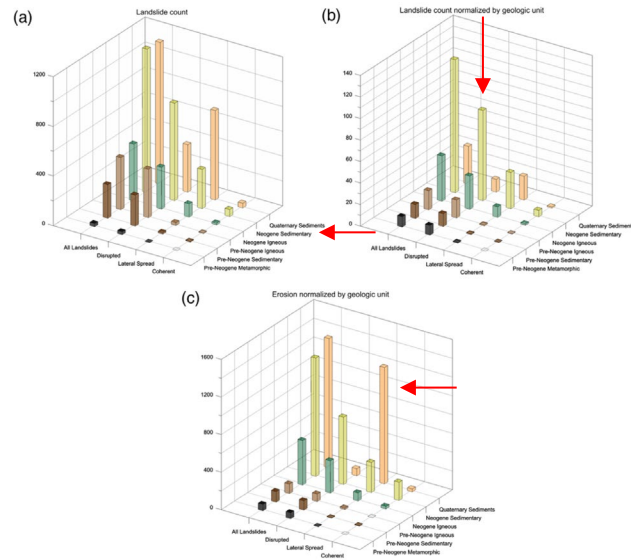 (a)
Landslide count
1200
800
400
0
All Landslides
Disrupted
Lateral Spread
Coherent
Quaternary Sediments
Neogene Sedimentary
Neogene Igneous
Pre-Neogene Igneous
Pre-Neogene Sedimentary
Pre-Neogene Metamorphic
(b)
Landslide count normalized by geologic unit
140
120
100
80
60
40
20
0
All Landslides
Disrupted
Lateral Spread
Coherent
Quaternary Sediments
Neogene Sedimentary
Neogene Igneous
Pre-Neogene Igneous
Pre-Neogene Sedimentary
Pre-Neogene Metamorphic
(c)
Erosion normalized by geologic unit
1600
1200
800
400
0
All Landslides
Disrupted
Lateral Spread
Coherent
Quaternary Sediments
Neogene Sedimentary
Neogene Igneous
Pre-Neogene Igneous
Pre-Neogene Sedimentary
Pre-Neogene Metamorphic